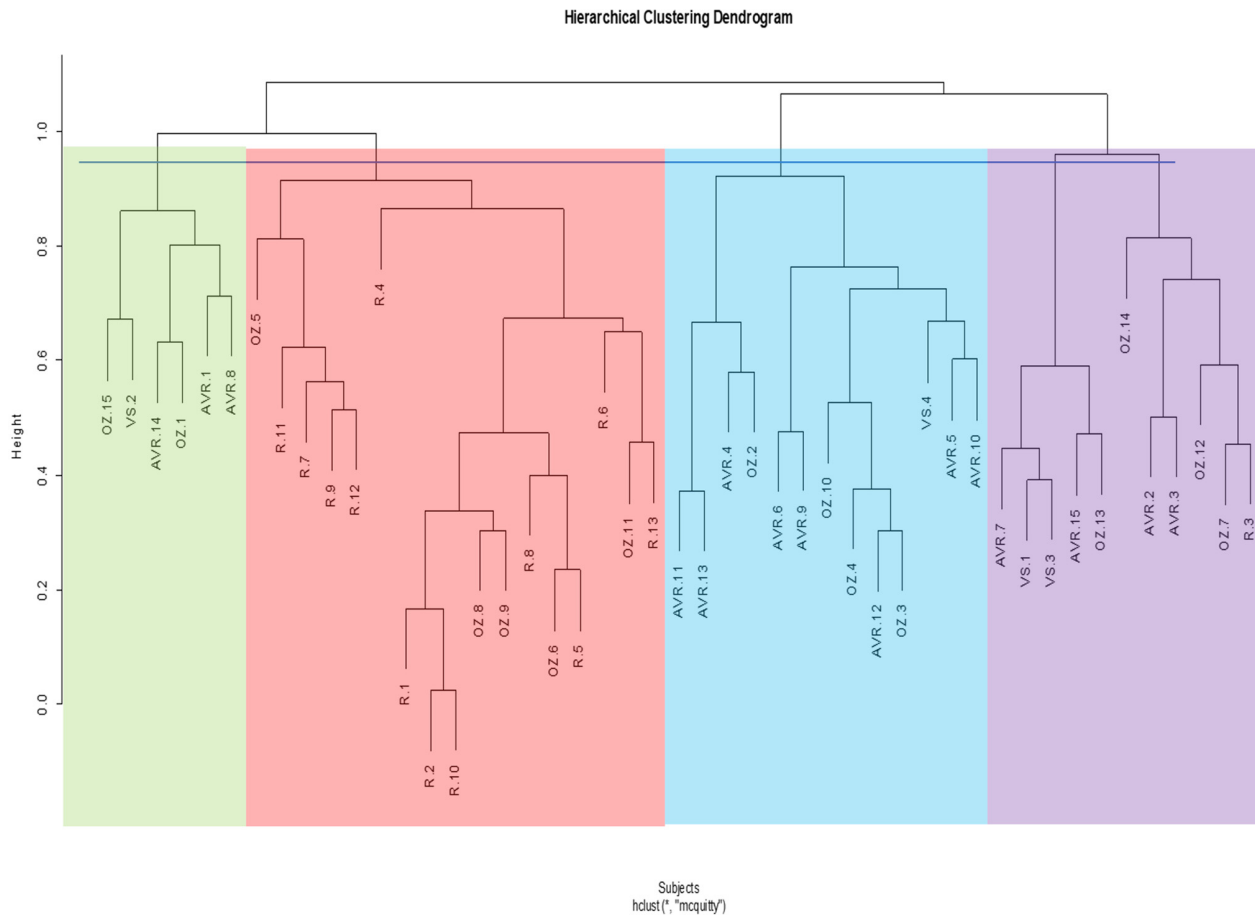 Hierarchical Clustering Dendrogram
Height
1.0
0.8
0.6
0.4
0.2
0.0
OZ.15
VS.2
AVR.14
OZ.1
AVR.1
AVR.8
OZ.5
R.11
R.7
R.9
R.12
R.4
R.1
R.2
R.10
OZ.8
OZ.9
R.8
OZ.6
R.5
R.6
OZ.11
R.13
AVR.11
AVR.13
AVR.4
OZ.2
AVR.6
AVR.9
OZ.10
OZ.4
AVR.12
OZ.3
VS.4
AVR.5
AVR.10
AVR.7
VS.1
VS.3
AVR.15
OZ.13
OZ.14
AVR.2
AVR.3
OZ.12
OZ.7
R.3
Subjects
hclust (*, "mcquitty")